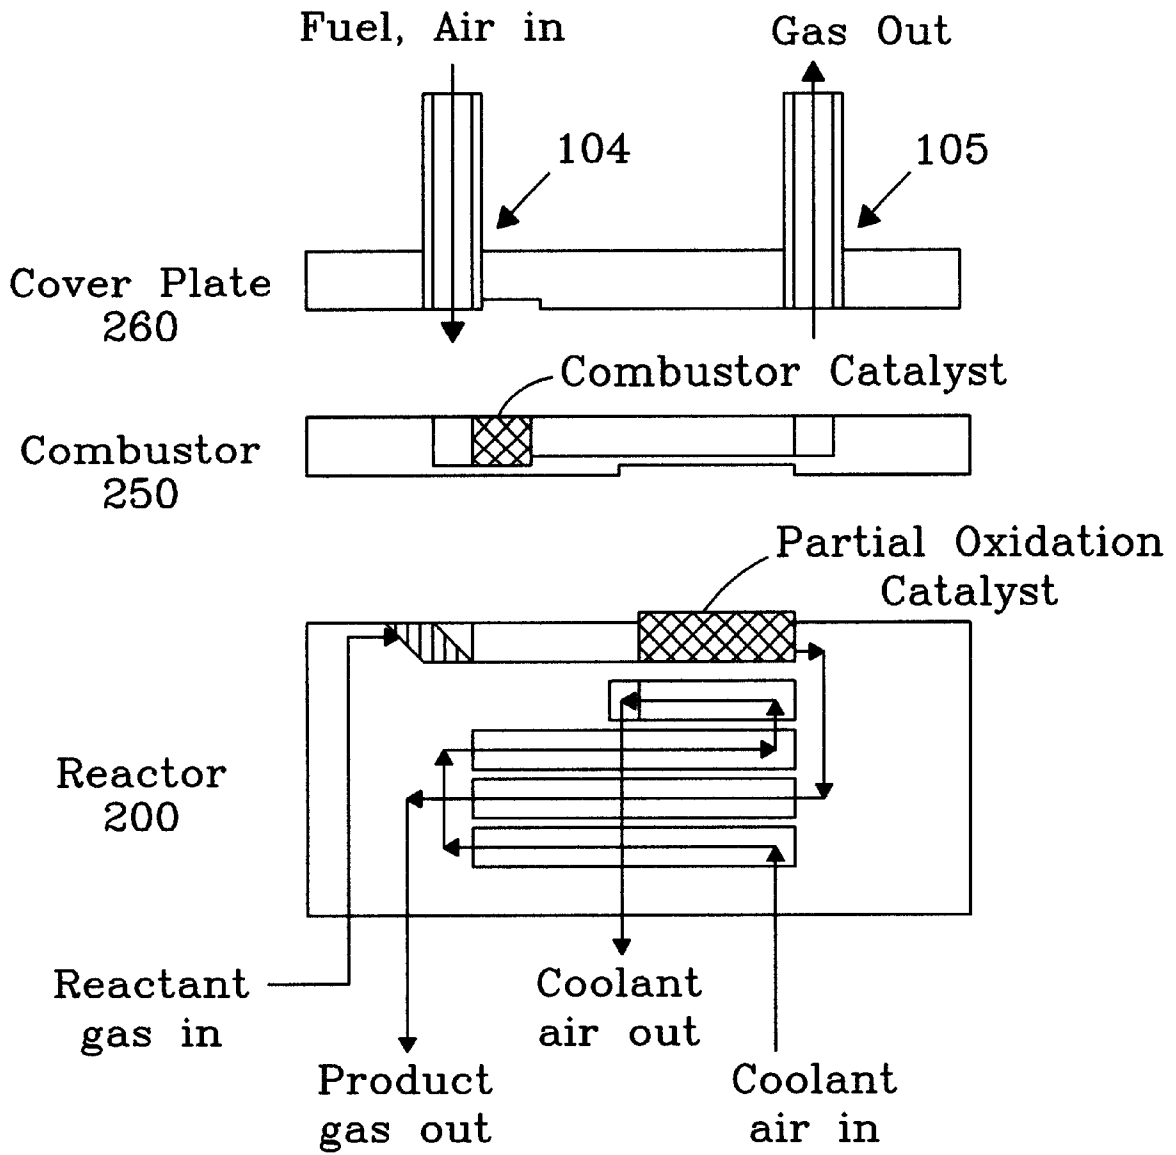 Fuel, Air in
Gas Out
104
105
Cover Plate
260
Combustor Catalyst
Combustor
250
Partial Oxidation
Catalyst
Reactor
200
Reactant
gas in
Coolant
air out
Product
gas out
Coolant
air in